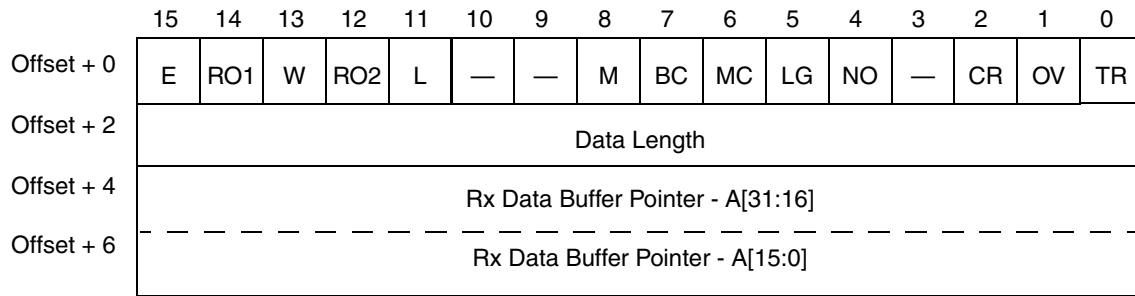 15 14 13 12 11 10 9 8 7 6 5 4 3 2 1 0
Offset + 0 E RO1 W RO2 L — — M BC MC LG NO — CR OV TR
Offset + 2 Data Length
Offset + 4 Rx Data Buffer Pointer - A[31:16]
Offset + 6 Rx Data Buffer Pointer - A[15:0]